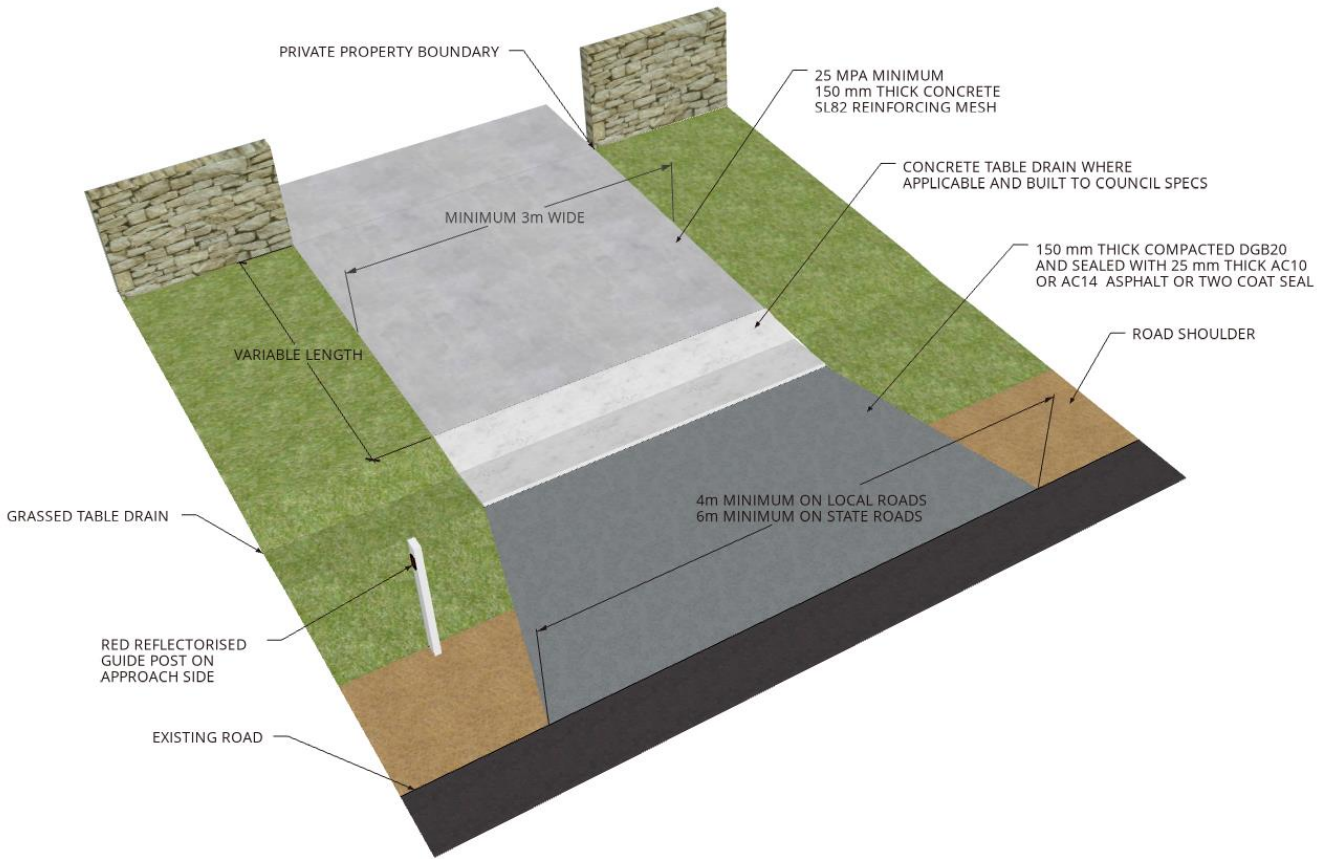 PRIVATE PROPERTY BOUNDARY
25 MPA MINIMUM
150 mm THICK CONCRETE
SL82 REINFORCING MESH
CONCRETE TABLE DRAIN WHERE
APPLICABLE AND BUILT TO COUNCIL SPECS
MINIMUM 3m WIDE
150 mm THICK COMPACTED DGB20
AND SEALED WITH 25 mm THICK AC10
OR AC14 ASPHALT OR TWO COAT SEAL
ROAD SHOULDER
VARIABLE LENGTH
4m MINIMUM ON LOCAL ROADS
6m MINIMUM ON STATE ROADS
GRASSED TABLE DRAIN
RED REFLECTORISED
GUIDE POST ON
APPROACH SIDE
EXISTING ROAD